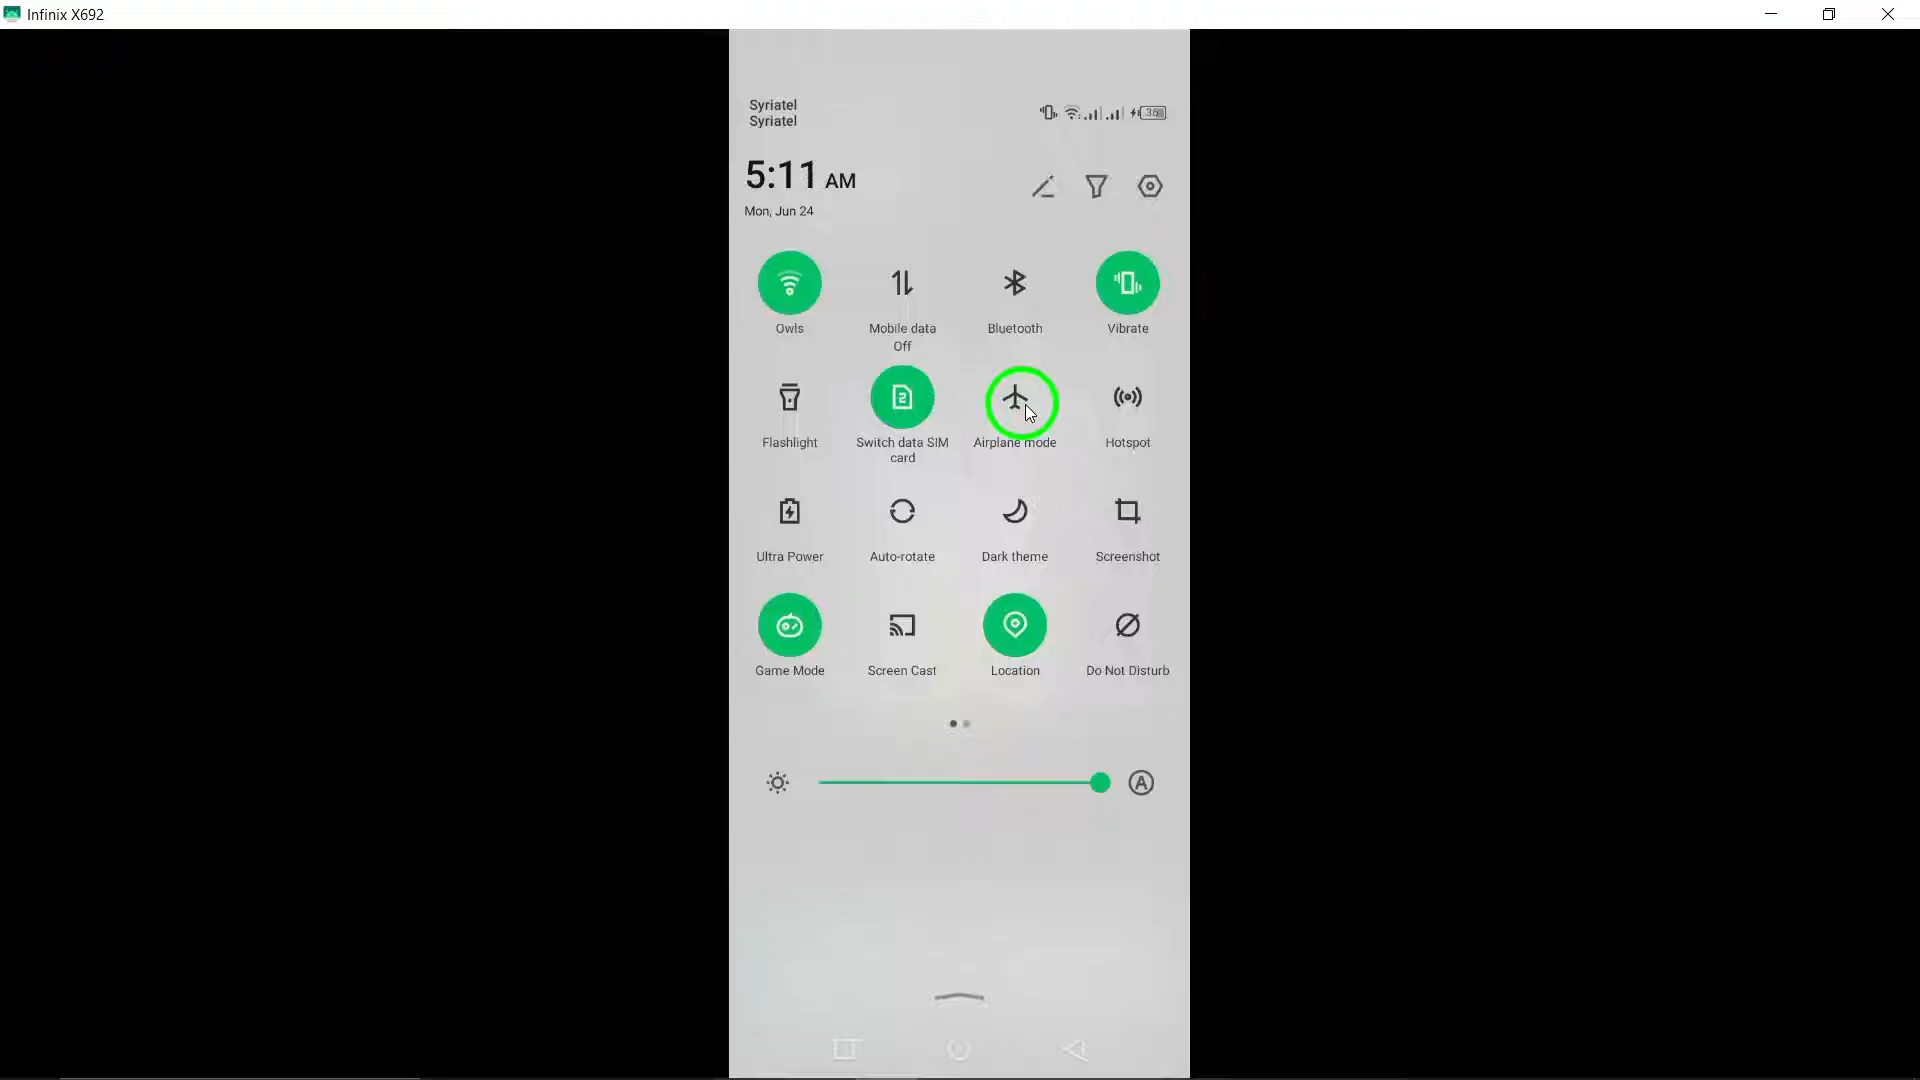 Infinix X692
Syriatel
Syriatel
36
5:11 AM
Mon, Jun 24
Owls
Mobile data
Off
Bluetooth
Vibrate
2
Flashlight
Switch data SIM
card
Airplane mode
Hotspot
Ultra Power
Auto-rotate
Dark theme
Screenshot
Game Mode
Screen Cast
Location
Do Not Disturb
A